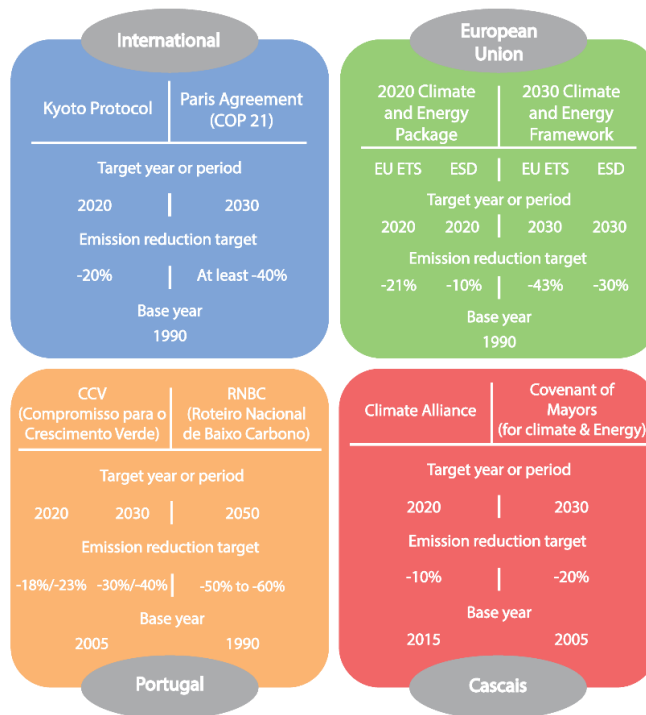 International
Kyoto Protocol
Paris Agreement
(COP 21)
Target year or period
2020 2030
Emission reduction target
-20% At least -40%
Base year
1990
European
Union
2020 Climate
and Energy
Package
2030 Climate
and Energy
Framework
EU ETS ESD EU ETS ESD
Target year or period
2020 2020 2030 2030
Emission reduction target
-21% -10% -43% -30%
Base year
1990
CCV
(Compromisso para o
Crescimento Verde)
RNBC
(Roteiro Nacional
de Baixo Carbono)
Target year or period
2020 2030 2050
Emission reduction target
-18%/-23% -30%/-40% -50% to -60%
Base year
2005 1990
Portugal
Climate Alliance
Covenant of
Mayors
(for climate & Energy)
Target year or period
2020 2030
Emission reduction target
-10% -20%
Base year
2015 2005
Cascais